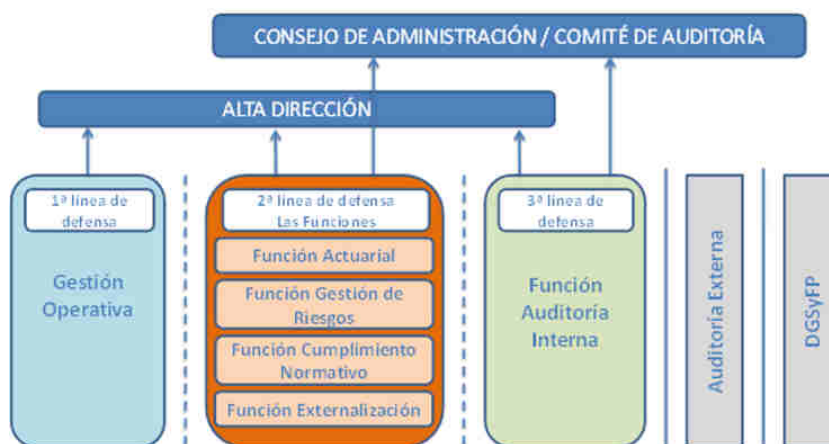 CONSEJO DE ADMINISTRACIÓN / COMITÉ DE AUDITORÍA
ALTA DIRECCIÓN
1ª línea de
defensa
Gestión
Operativa
2ª línea de defensa
Las Funciones
Función Actuarial
Función Gestión de
Riesgos
Función Cumplimiento
Normativo
Función Externalización
3ª línea de
defensa
Función
Auditoría
Interna
Auditoría Externa
DGSyFP